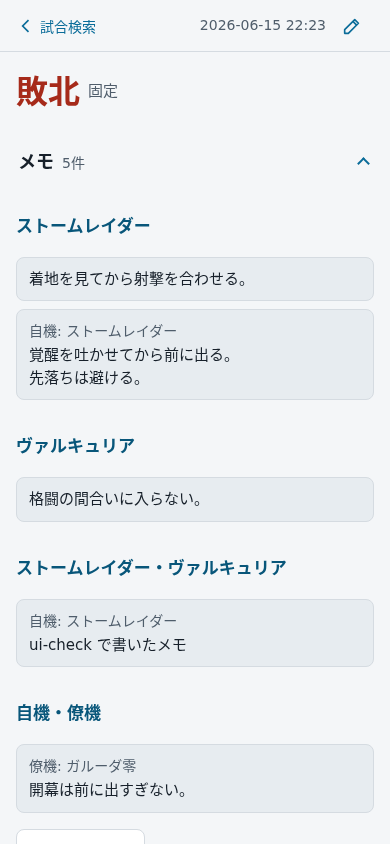 試合検索
2026-06-15 22:23
敗北 固定
メモ 5件
ストームレイダー
着地を見てから射撃を合わせる。
自機: ストームレイダー
覚醒を吐かせてから前に出る。
先落ちは避ける。
ヴァルキュリア
格闘の間合いに入らない。
ストームレイダー・ヴァルキュリア
自機: ストームレイダー
ui-check で書いたメモ
自機・僚機
僚機: ガルーダ零
開幕は前に出すぎない。